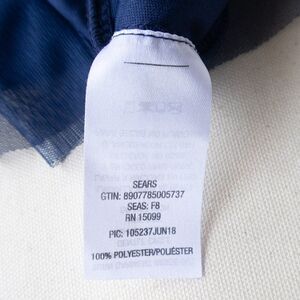 SEARS
GTIN: 8907785005737
SEAS: F8
RN 15099
PIC: 105237JUN18
100% POLYESTER/POLIÉSTER